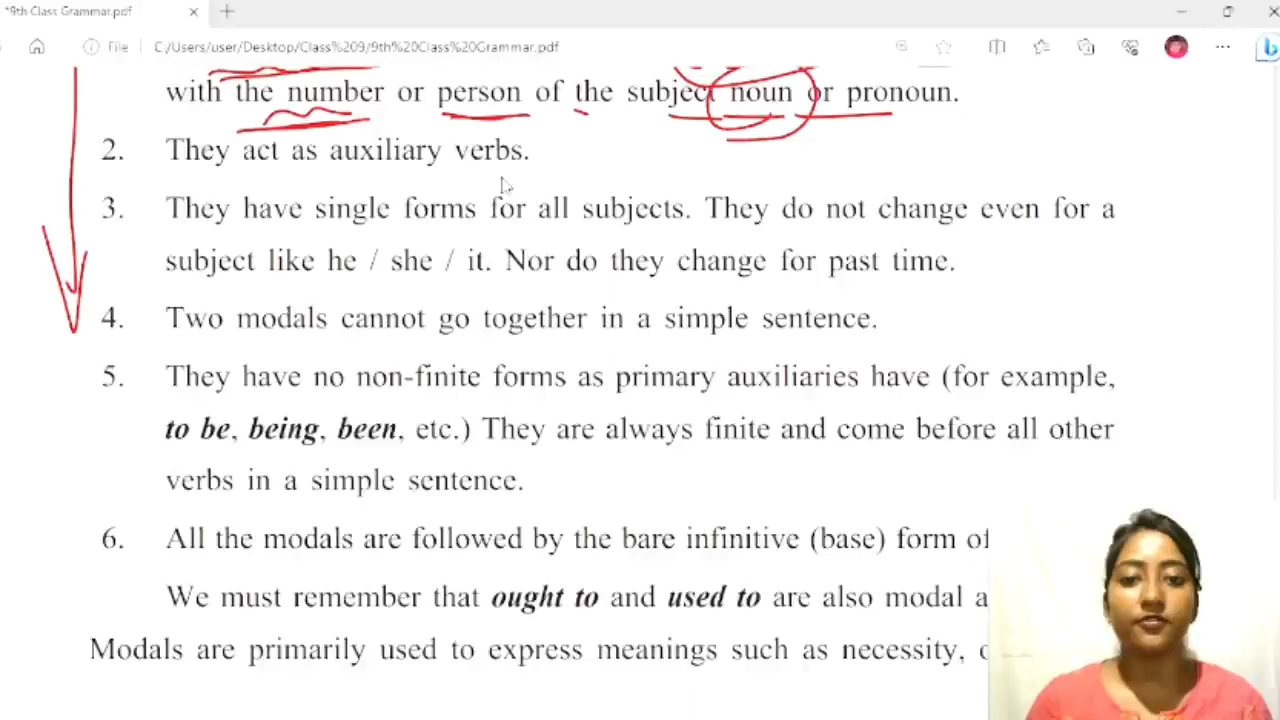 *9th Class Grammar.pdf
File C:/Users/user/Desktop/Class%209/9th%20Class%20Grammar.pdf
with the number or person of the subject noun or pronoun.
2. They act as auxiliary verbs.
3. They have single forms for all subjects. They do not change even for a
subject like he / she / it. Nor do they change for past time.
4. Two modals cannot go together in a simple sentence.
5. They have no non-finite forms as primary auxiliaries have (for example,
to be, being, been, etc.) They are always finite and come before all other
verbs in a simple sentence.
6. All the modals are followed by the bare infinitive (base) form of
We must remember that ought to and used to are also modal
Modals are primarily used to express meanings such as necessity,